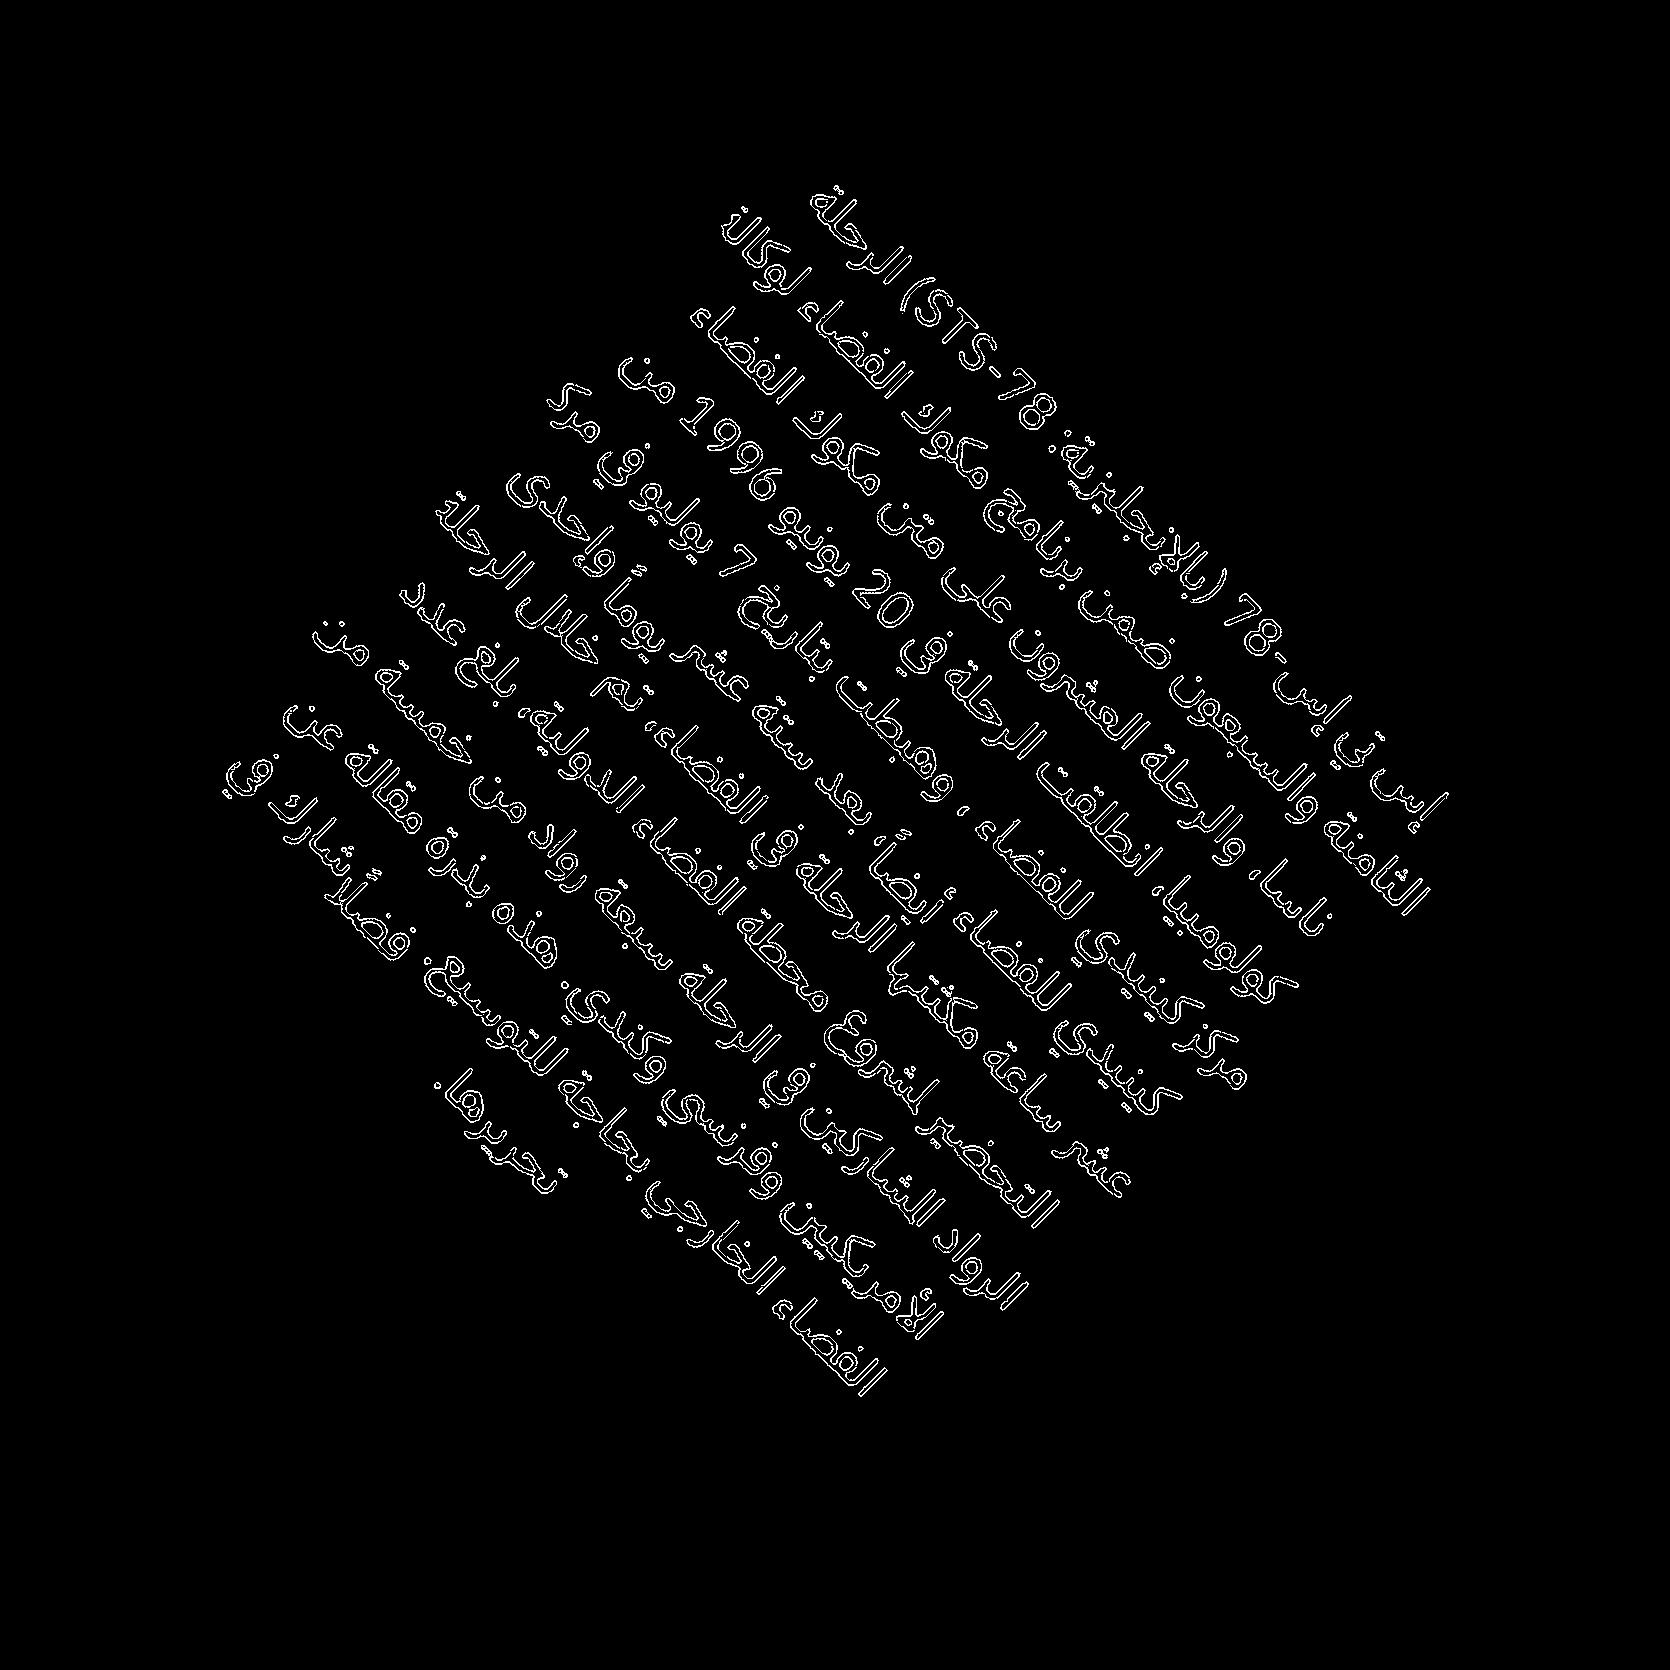 إس تي إس-78 (بالإنجليزية: STS-78) الرحلة
الثامنة والسبعون ضمن برنامج مكوك الفضاء لوكالة
ناسا، والرحلة العشرون على متن مكوك الفضاء
كولومبيا، انطلقت الرحلة في 20 يونيو 1996 من
مركز كينيدي للفضاء ، وهبطت بتاريخ 7 يوليو في مركز
كينيدي للفضاء أيضاً، بعد ستة عشر يوماً وإحدى
عشر ساعة مكثتها الرحلة في الفضاء، تم خلال الرحلة
التحضير لمشروع محطة الفضاء الدولية، بلغ عدد
الرواد المشاركين في الرحلة سبعة رواد من خمسة من
الأمريكيين وفرنسي وكندي. هذه بذرة مقالة عن
الفضاء الخارجي بحاجة للتوسيع. فضلًا شارك في
تحريرها.